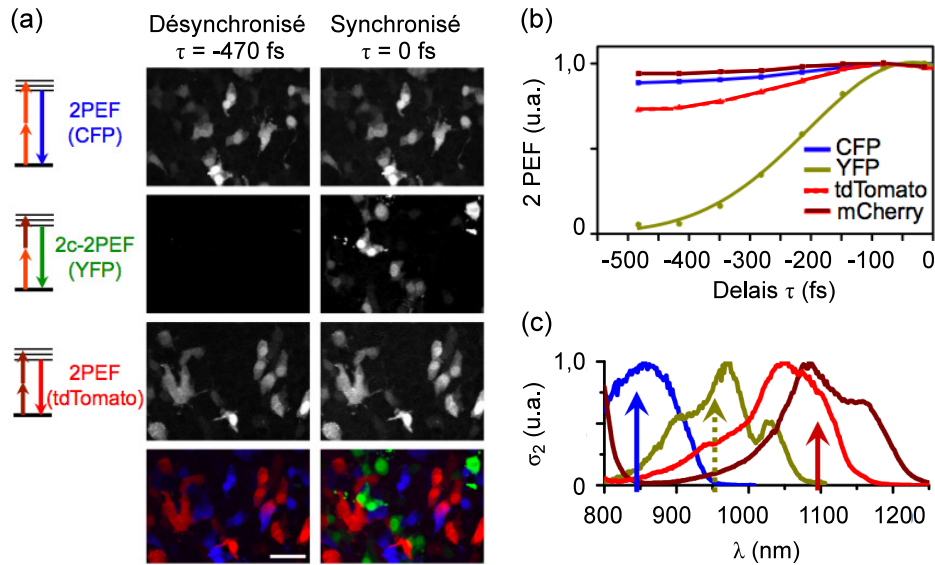 (a)
Désynchronisé
τ = -470 fs
Synchronisé
τ = 0 fs
2PEF
(CFP)
2c-2PEF
(YFP)
2PEF
(tdTomato)
(b)
1,0
0
2 PEF (u.a.)
CFP
YFP
tdTomato
mCherry
-500 -400 -300 -200 -100 0
Delais τ (fs)
(c)
1,0
0
σ2 (u.a.)
800 900 1000 1100 1200
λ (nm)